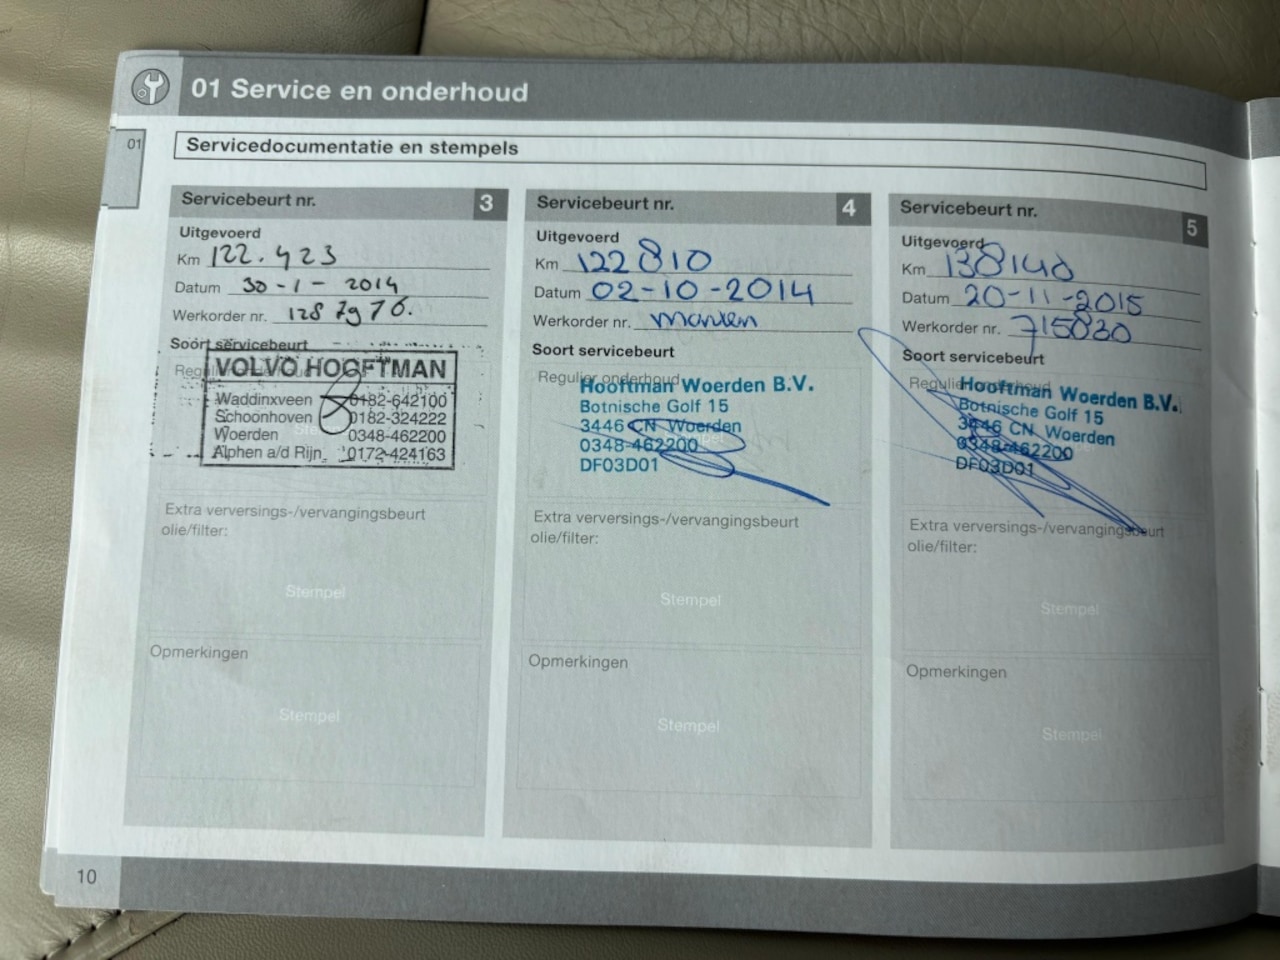 01 Service en onderhoud
01
Servicedocumentatie en stempels
Servicebeurt nr. 3
Uitgevoerd
Km 122.423
Datum 30-1-2014
Werkorder nr. 1287976.
Soort servicebeurt
VOLVO HOOFTMAN
Waddinxveen 0182-642100
Schoonhoven 0182-324222
Woerden 0348-462200
Alphen a/d Rijn 0172-424163
Extra verversings-/vervangingsbeurt
olie/filter:
Stempel
Opmerkingen
Stempel
Servicebeurt nr. 4
Uitgevoerd
Km 122810
Datum 02-10-2014
Werkorder nr.
Soort servicebeurt
Regulier onderhoud
Hooftman Woerden B.V.
Botnische Golf 15
3446 CN Woerden
0348-462200
DF03D01
Extra verversings-/vervangingsbeurt
olie/filter:
Stempel
Opmerkingen
Stempel
Servicebeurt nr. 5
Uitgevoerd
Km 138140
Datum 20-11-2015
Werkorder nr. 715830
Soort servicebeurt
Regulier onderhoud
Hooftman Woerden B.V.
Botnische Golf 15
3446 CN Woerden
0348-462200
DF03D01
Extra verversings-/vervangingsbeurt
olie/filter:
Stempel
Opmerkingen
Stempel
10